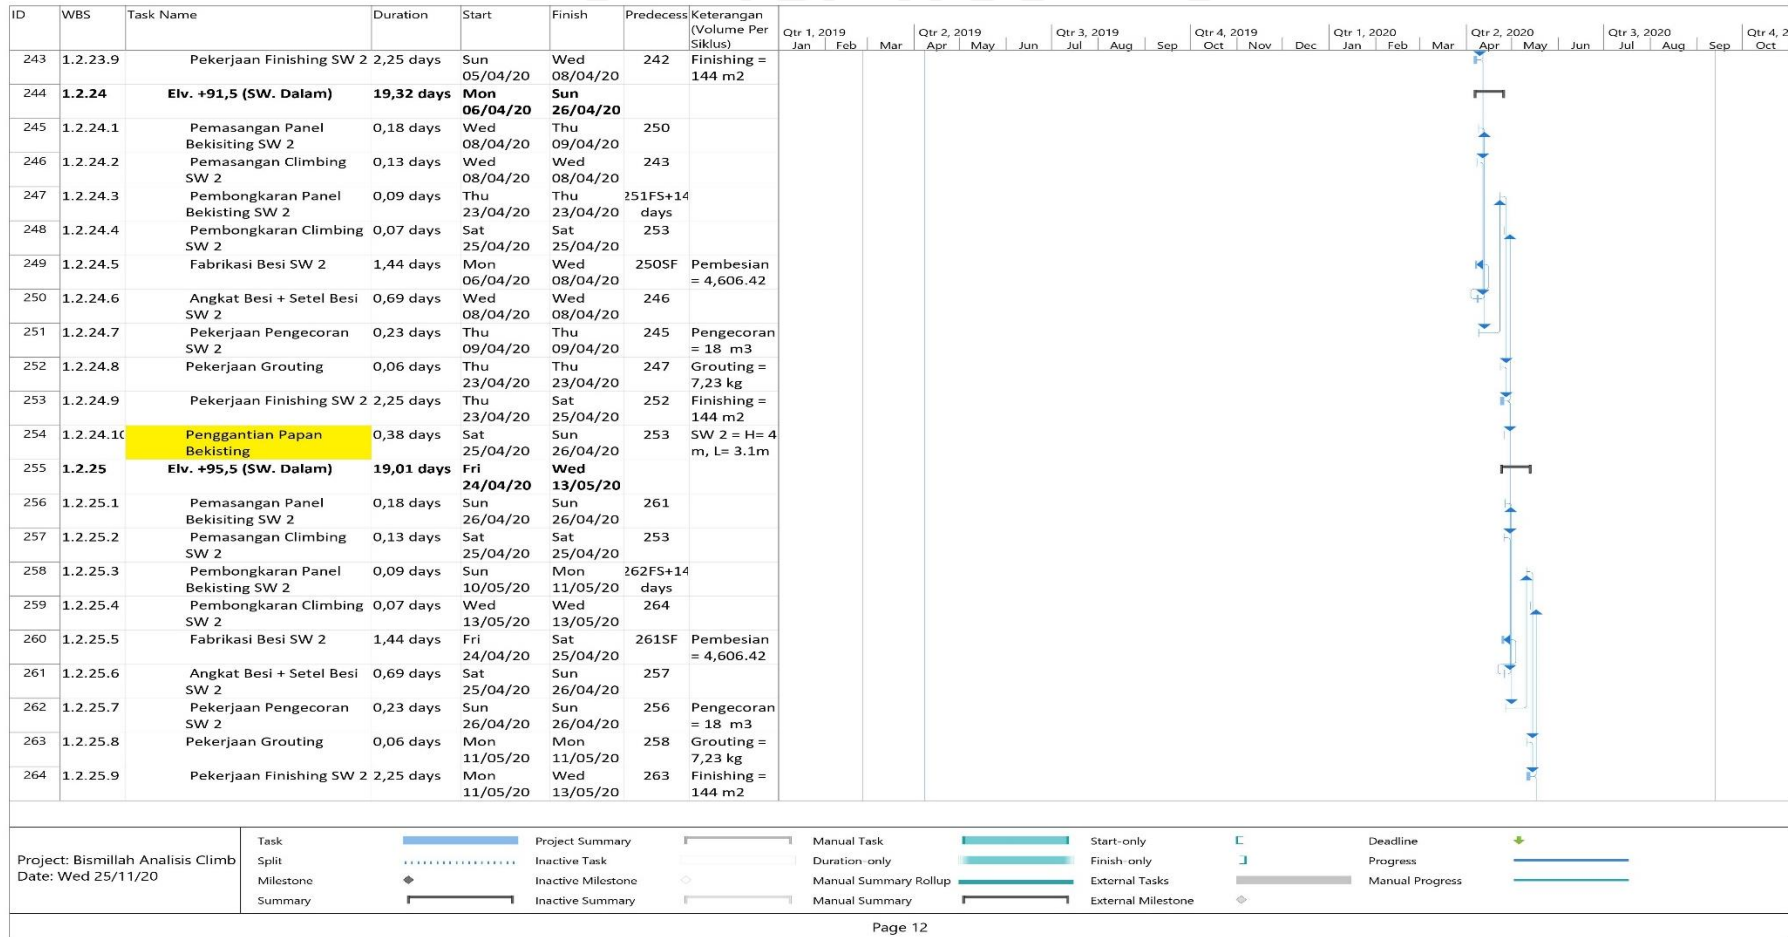 ID WBS Task Name Duration Start Finish Predecess Keterangan
(Volume Per
Siklus)
Qtr 1, 2019 Qtr 2, 2019 Qtr 3, 2019 Qtr 4, 2019 Qtr 1, 2020 Qtr 2, 2020 Qtr 3, 2020 Qtr 4, 2
Jan Feb Mar Apr May Jun Jul Aug Sep Oct Nov Dec Jan Feb Mar Apr May Jun Jul Aug Sep Oct
243 1.2.23.9 Pekerjaan Finishing SW 2 2,25 days Sun Wed 242 Finishing =
05/04/20 08/04/20 144 m2
244 1.2.24 Elv. +91,5 (SW. Dalam) 19,32 days Mon Sun
06/04/20 26/04/20
245 1.2.24.1 Pemasangan Panel 0,18 days Wed Thu 250
Bekisiting SW 2 08/04/20 09/04/20
246 1.2.24.2 Pemasangan Climbing 0,13 days Wed Wed 243
SW 2 08/04/20 08/04/20
247 1.2.24.3 Pembongkaran Panel 0,09 days Thu Thu 251FS+14
Bekisting SW 2 23/04/20 23/04/20 days
248 1.2.24.4 Pembongkaran Climbing 0,07 days Sat Sat 253
SW 2 25/04/20 25/04/20
249 1.2.24.5 Fabrikasi Besi SW 2 1,44 days Mon Wed 250SF Pembesian
06/04/20 08/04/20 = 4,606.42
250 1.2.24.6 Angkat Besi + Setel Besi 0,69 days Wed Wed 246
SW 2 08/04/20 08/04/20
251 1.2.24.7 Pekerjaan Pengecoran 0,23 days Thu Thu 245 Pengecoran
SW 2 09/04/20 09/04/20 = 18 m3
252 1.2.24.8 Pekerjaan Grouting 0,06 days Thu Thu 247 Grouting =
23/04/20 23/04/20 7,23 kg
253 1.2.24.9 Pekerjaan Finishing SW 2 2,25 days Thu Sat 252 Finishing =
23/04/20 25/04/20 144 m2
254 1.2.24.10 Penggantian Papan 0,38 days Sat Sun 253 SW 2 = H= 4
Bekisting 25/04/20 26/04/20 m, L= 3.1m
255 1.2.25 Elv. +95,5 (SW. Dalam) 19,01 days Fri Wed
24/04/20 13/05/20
256 1.2.25.1 Pemasangan Panel 0,18 days Sun Sun 261
Bekisiting SW 2 26/04/20 26/04/20
257 1.2.25.2 Pemasangan Climbing 0,13 days Sat Sat 253
SW 2 25/04/20 25/04/20
258 1.2.25.3 Pembongkaran Panel 0,09 days Sun Mon 262FS+14
Bekisting SW 2 10/05/20 11/05/20 days
259 1.2.25.4 Pembongkaran Climbing 0,07 days Wed Wed 264
SW 2 13/05/20 13/05/20
260 1.2.25.5 Fabrikasi Besi SW 2 1,44 days Fri Sat 261SF Pembesian
24/04/20 25/04/20 = 4,606.42
261 1.2.25.6 Angkat Besi + Setel Besi 0,69 days Sat Sun 257
SW 2 25/04/20 26/04/20
262 1.2.25.7 Pekerjaan Pengecoran 0,23 days Sun Sun 256 Pengecoran
SW 2 26/04/20 26/04/20 = 18 m3
263 1.2.25.8 Pekerjaan Grouting 0,06 days Mon Mon 258 Grouting =
11/05/20 11/05/20 7,23 kg
264 1.2.25.9 Pekerjaan Finishing SW 2 2,25 days Mon Wed 263 Finishing =
11/05/20 13/05/20 144 m2
Project: Bismillah Analisis Climb
Date: Wed 25/11/20
Task Project Summary Manual Task Start-only Deadline
Split Inactive Task Duration-only Finish-only Progress
Milestone Inactive Milestone Manual Summary Rollup External Tasks Manual Progress
Summary Inactive Summary Manual Summary External Milestone
Page 12